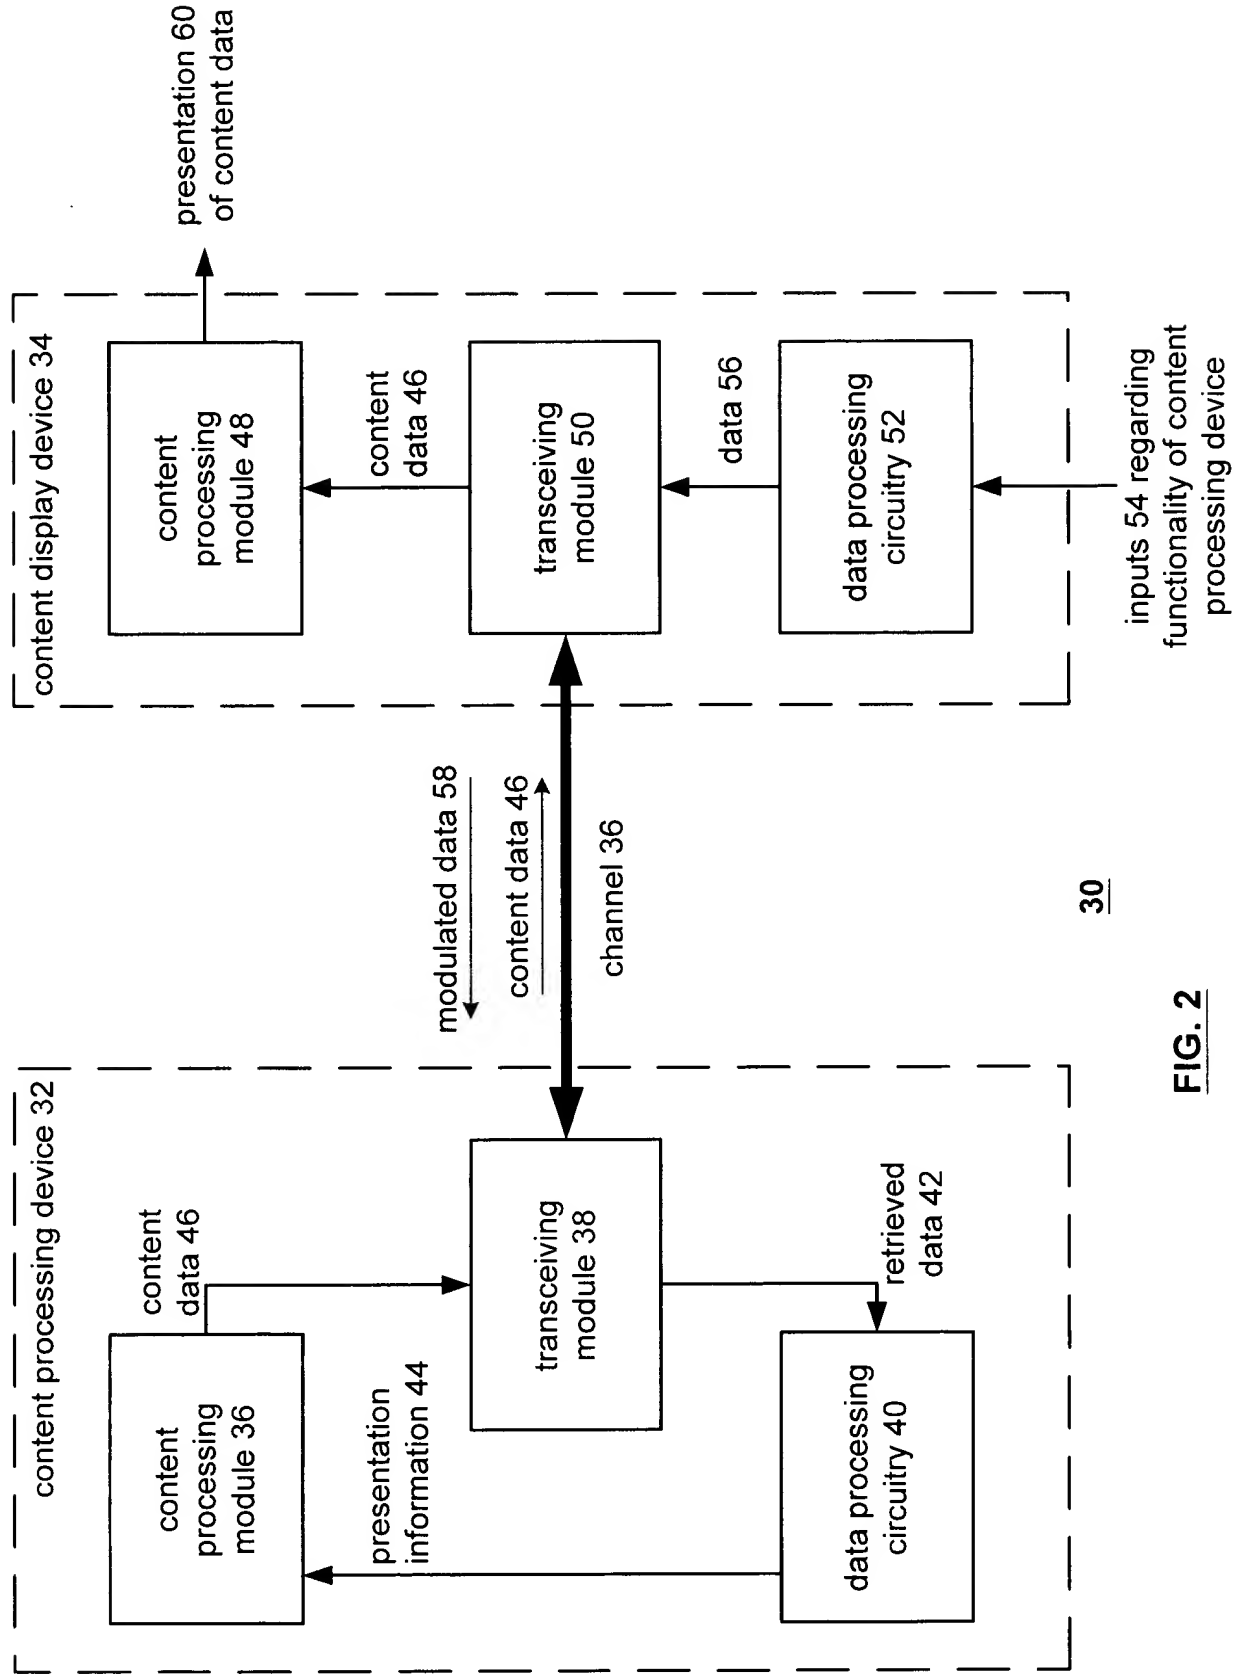 content processing device 32
content
processing
module 36
content
data 46
presentation
information 44
transceiving
module 38
retrieved
data 42
data processing
circuitry 40
modulated data 58
content data 46
channel 36
content display device 34
content
processing
module 48
presentation 60
of content data
content
data 46
transceiving
module 50
data 56
data processing
circuitry 52
inputs 54 regarding
functionality of content
processing device
30
FIG. 2